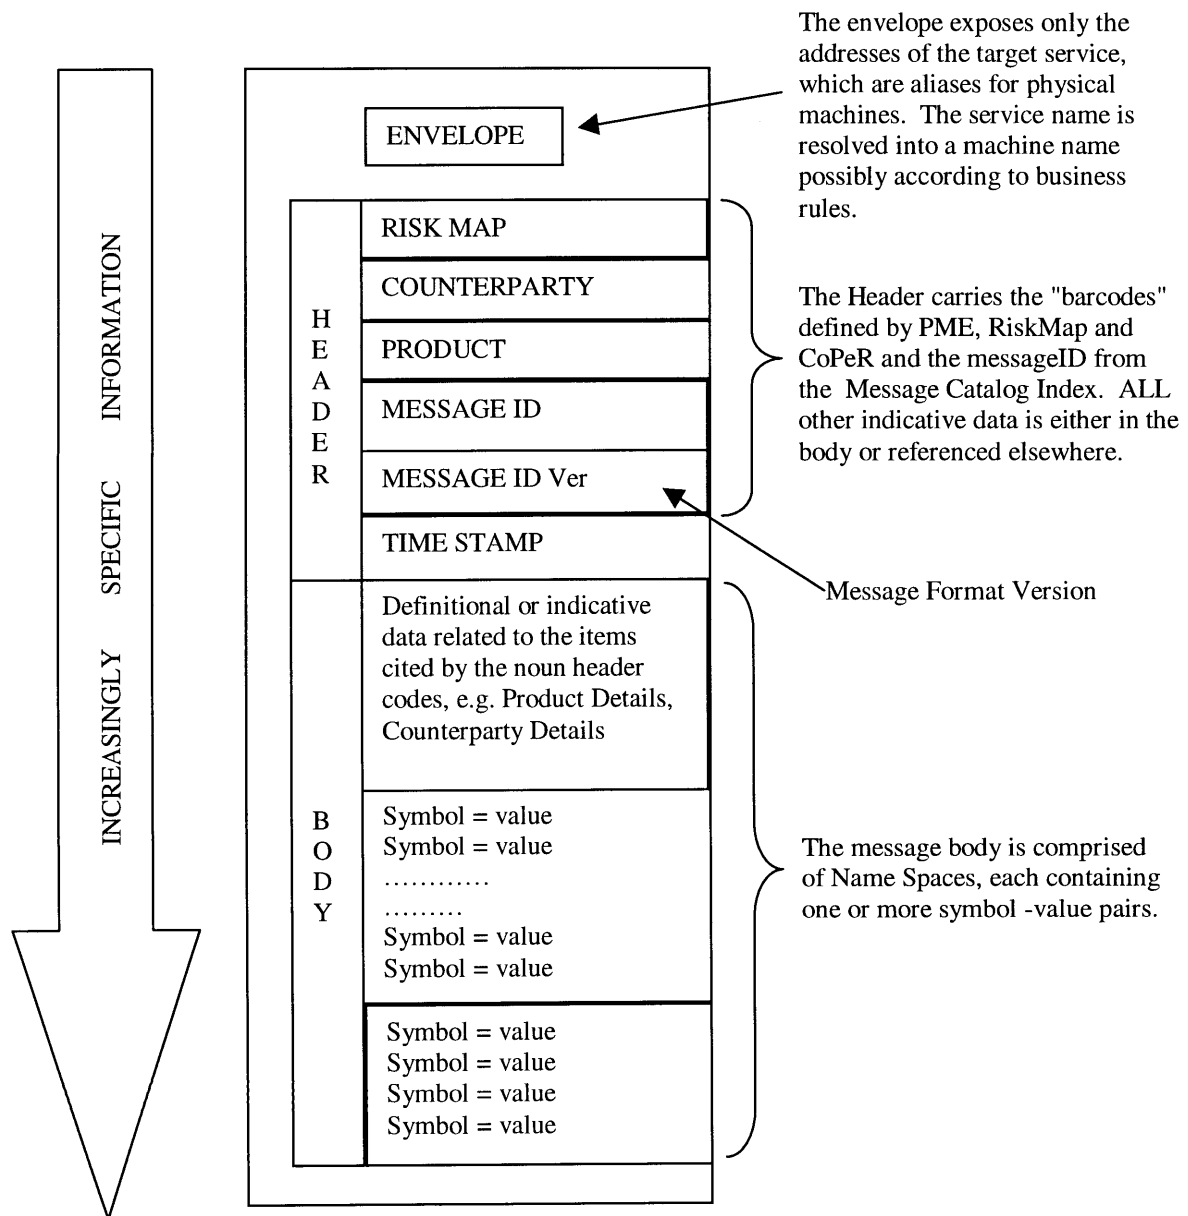 The envelope exposes only the
addresses of the target service,
which are aliases for physical
machines. The service name is
resolved into a machine name
possibly according to business
rules.
ENVELOPE
INCREASINGLY SPECIFIC INFORMATION
HEADER
RISK MAP
COUNTERPARTY
PRODUCT
MESSAGE ID
MESSAGE ID Ver
TIME STAMP
The Header carries the "barcodes"
defined by PME, RiskMap and
CoPeR and the messageID from
the Message Catalog Index. ALL
other indicative data is either in the
body or referenced elsewhere.
Message Format Version
BODY
Definitional or indicative
data related to the items
cited by the noun header
codes, e.g. Product Details,
Counterparty Details
Symbol = value
Symbol = value
............
.........
Symbol = value
Symbol = value
Symbol = value
Symbol = value
Symbol = value
Symbol = value
The message body is comprised
of Name Spaces, each containing
one or more symbol -value pairs.